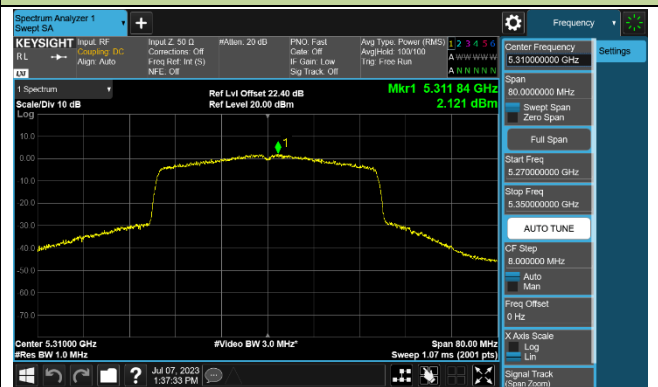 Spectrum Analyzer 1
Swept SA
Frequency
KEYSIGHT
RL
LXI
Input: RF
Coupling: DC
Align: Auto
Input Z: 50 Ω
Corrections: Off
Freq Ref: Int (S)
NFE: Off
#Atten: 20 dB
PNO: Fast
Gate: Off
IF Gain: Low
Sig Track: Off
Avg Type: Power (RMS)
Avg|Hold: 100/100
Trig: Free Run
1 2 3 4 5 6
A W W W W W
A N N N N N
1 Spectrum
Scale/Div 10 dB
Log
Ref Lvl Offset 22.40 dB
Ref Level 20.00 dBm
Mkr1 5.311 84 GHz
2.121 dBm
1
10.0
0.00
-10.0
-20.0
-30.0
-40.0
-50.0
-60.0
-70.0
Center 5.31000 GHz
#Res BW 1.0 MHz
#Video BW 3.0 MHz*
Span 80.00 MHz
Sweep 1.07 ms (2001 pts)
Jul 07, 2023
1:37:33 PM
Center Frequency
5.310000000 GHz
Settings
Span
80.0000000 MHz
Swept Span
Zero Span
Full Span
Start Freq
5.270000000 GHz
Stop Freq
5.350000000 GHz
AUTO TUNE
CF Step
8.000000 MHz
Auto
Man
Freq Offset
0 Hz
X Axis Scale
Log
Lin
Signal Track
(Span Zoom)